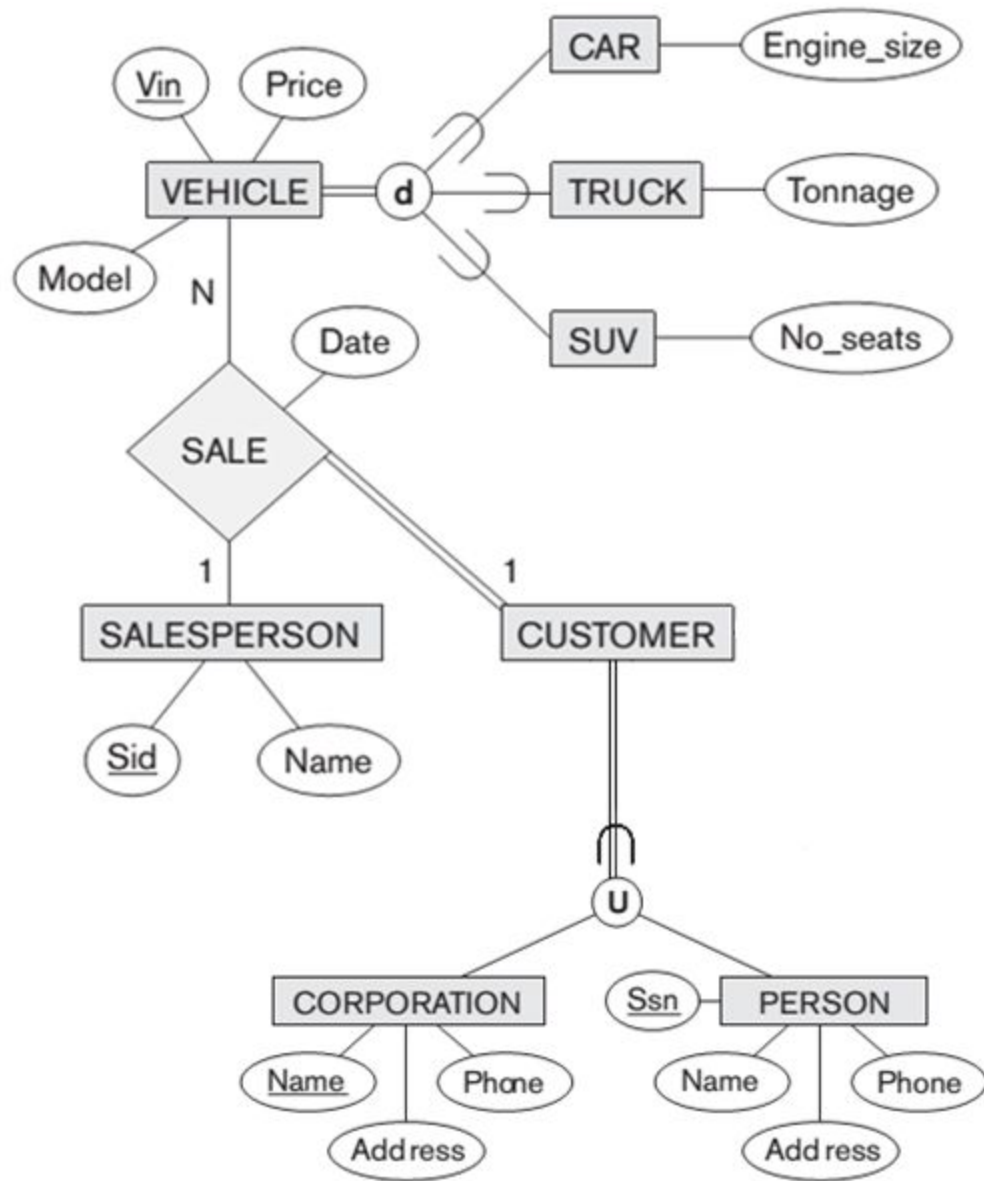 CAR
Engine_size
Vin
Price
VEHICLE
d
TRUCK
Tonnage
Model
N
SUV
No_seats
Date
SALE
1
1
SALESPERSON
CUSTOMER
Sid
Name
U
CORPORATION
Ssn
PERSON
Name
Phone
Name
Phone
Address
Address